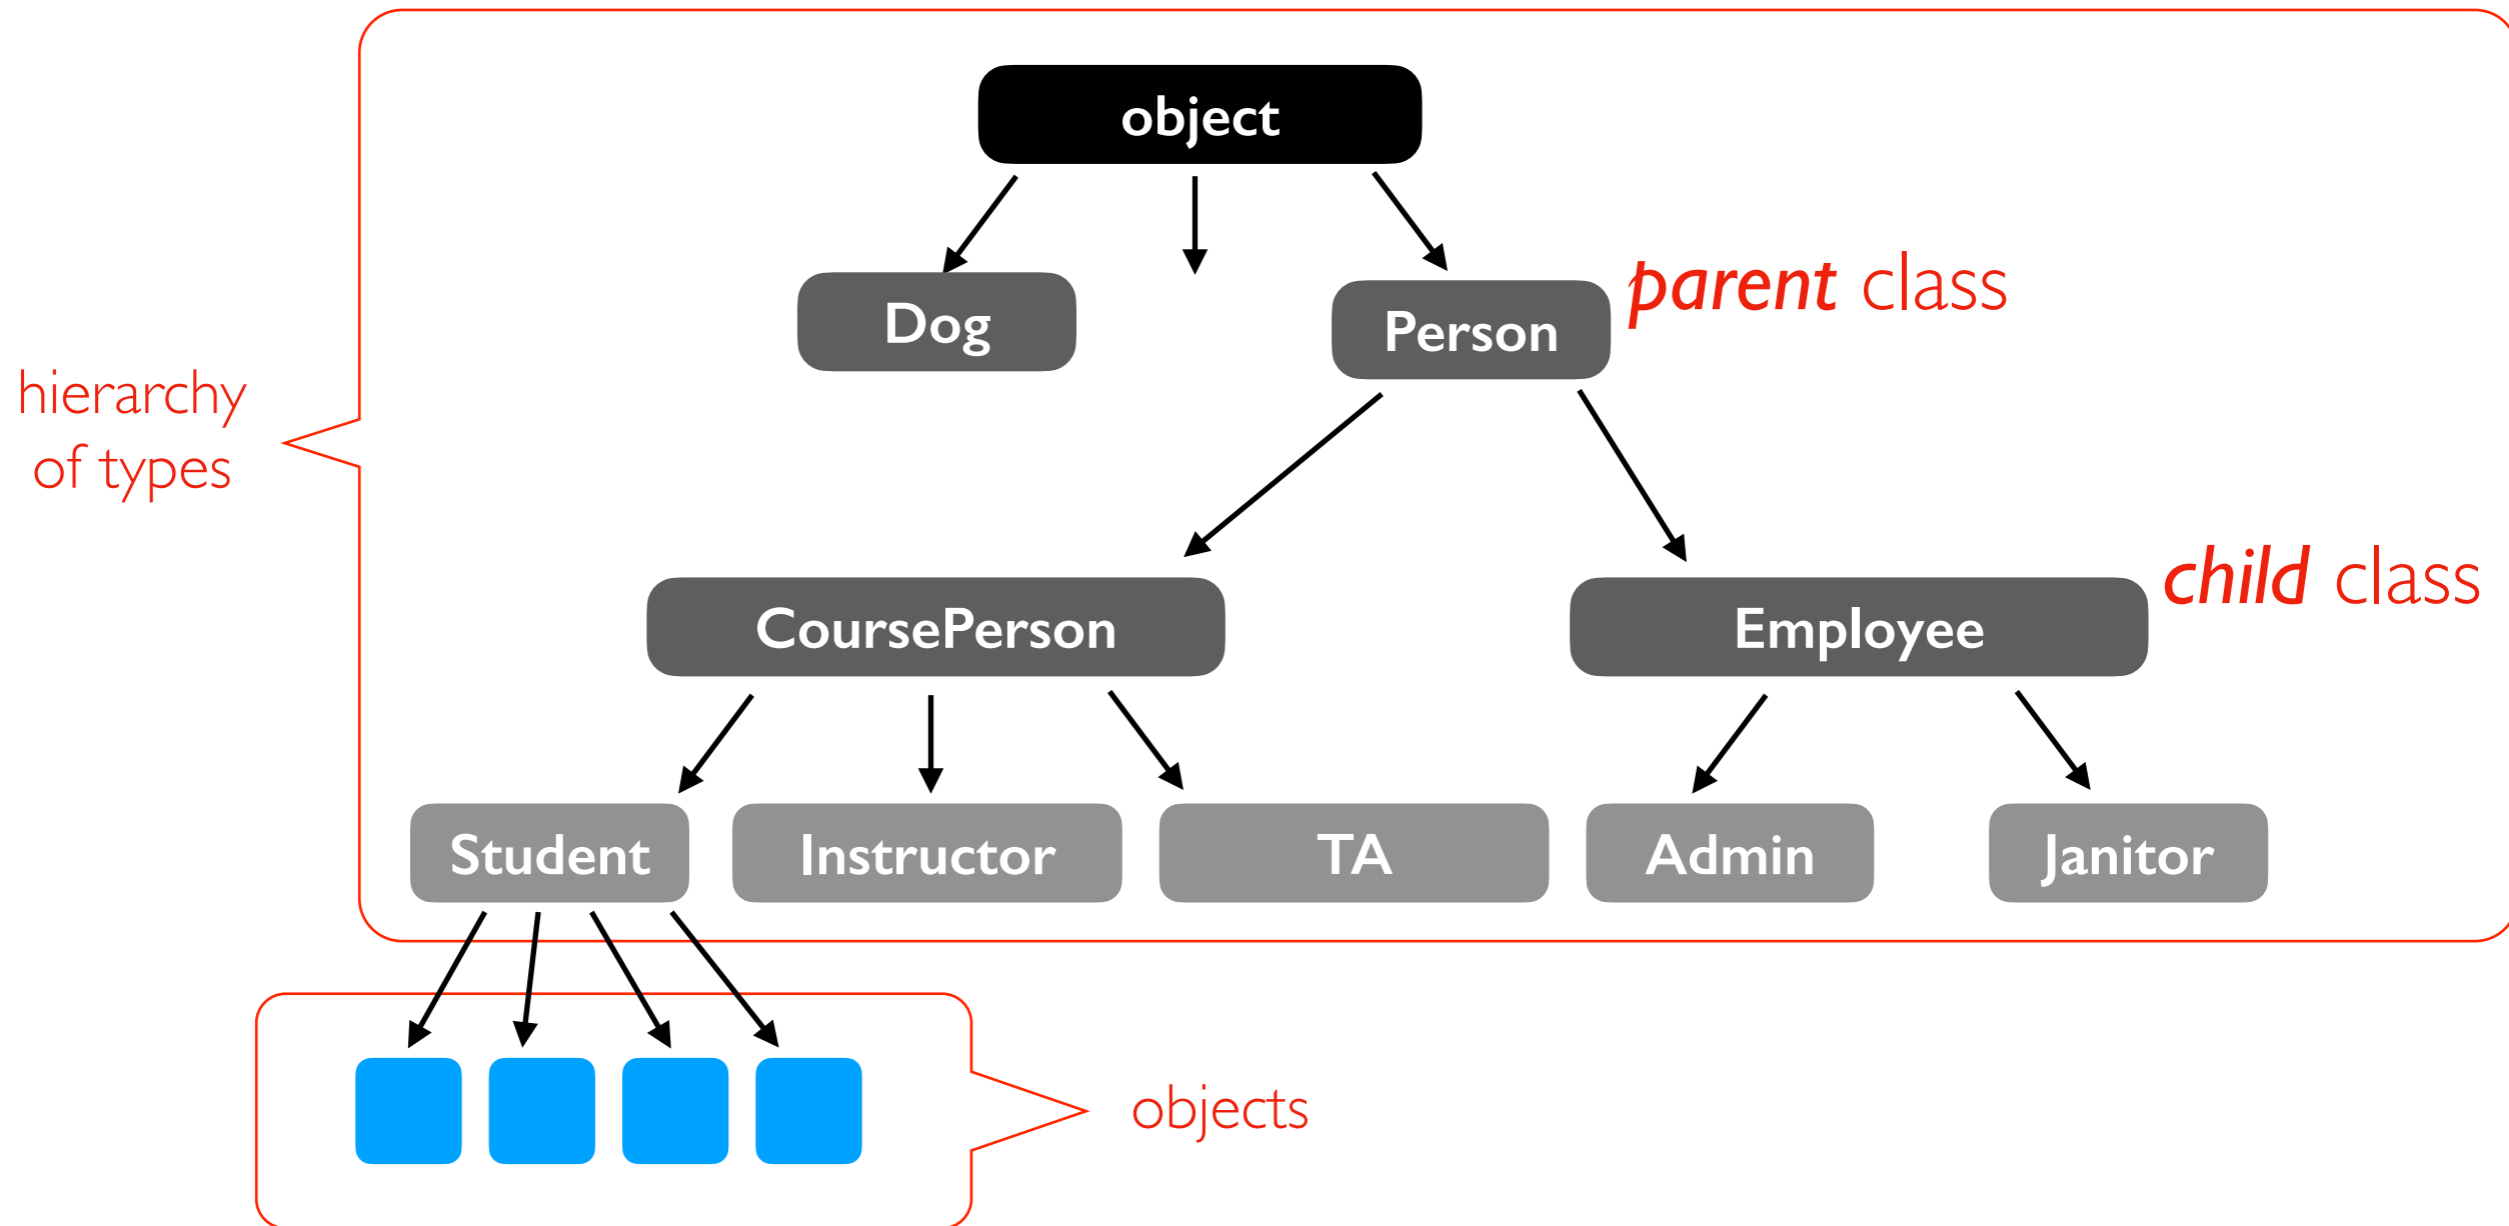 object
Dog
Person
parent class
hierarchy
of types
CoursePerson
Employee
child class
Student
Instructor
TA
Admin
Janitor
objects